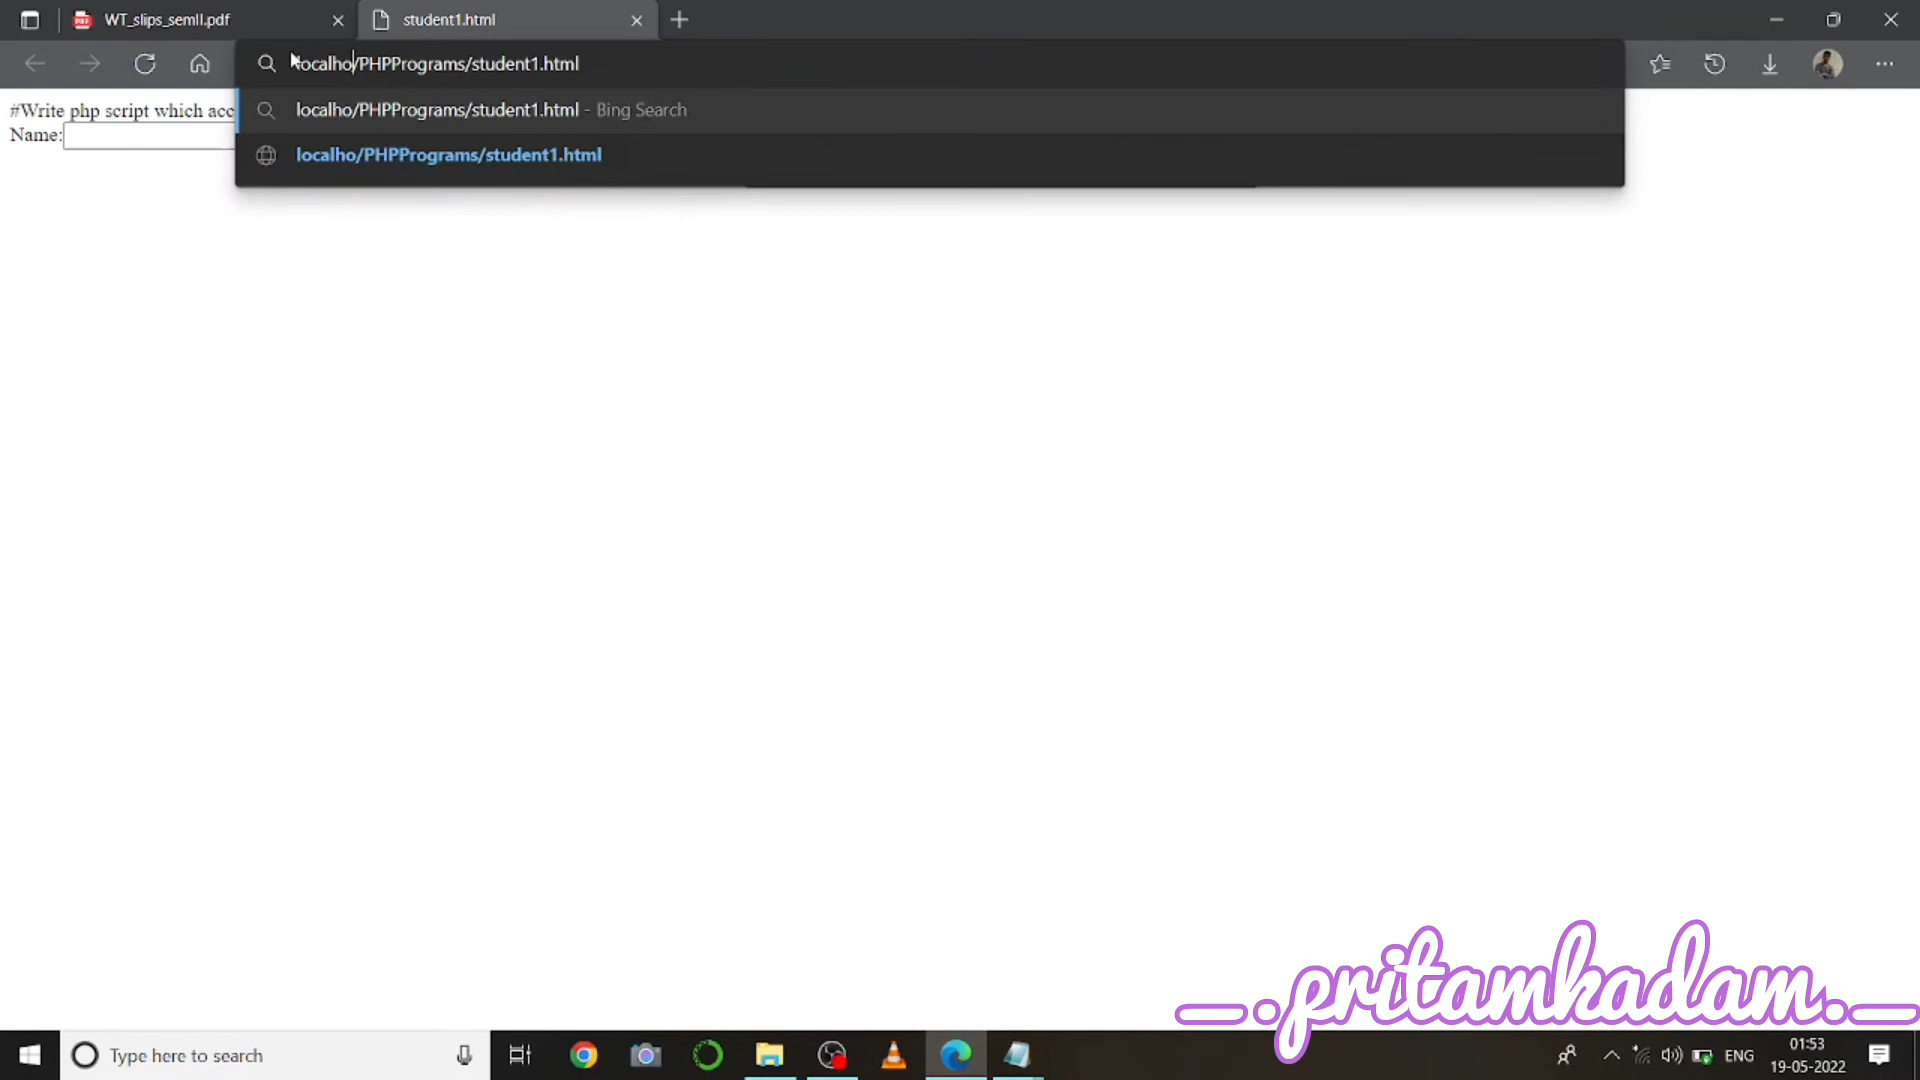 WT_slips_semII.pdf
student1.html
localho/PHPPrograms/student1.html
localho/PHPPrograms/student1.html - Bing Search
localho/PHPPrograms/student1.html
#Write php script which acc
Name:
_.pritamkadam._
Type here to search
ENG
01:53
19-05-2022